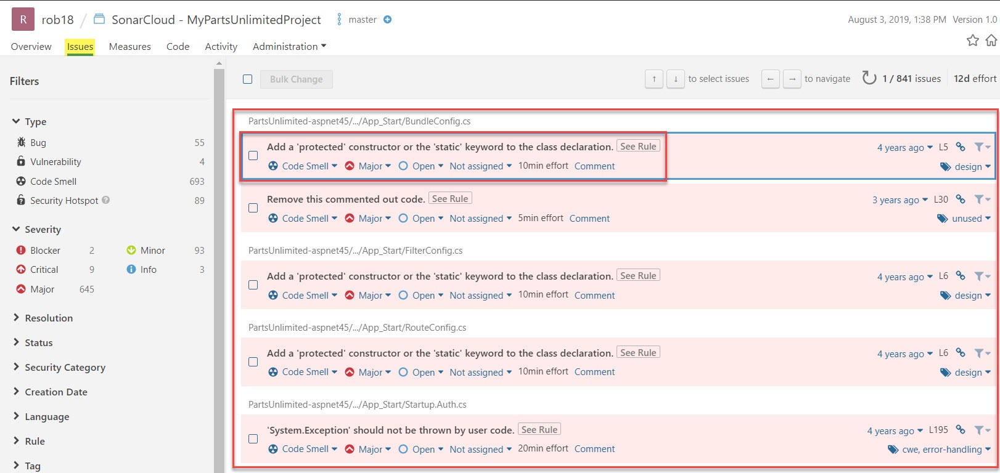 R rob18 / SonarCloud - MyPartsUnlimitedProject master August 3, 2019, 1:38 PM Version 1.0
Overview Issues Measures Code Activity Administration
Filters
Type
Bug 55
Vulnerability 4
Code Smell 693
Security Hotspot 89
Severity
Blocker 2 Minor 93
Critical 9 Info 3
Major 645
Resolution
Status
Security Category
Creation Date
Language
Rule
Tag
Bulk Change ↑ ↓ to select issues ← → to navigate 1 / 841 issues 12d effort
PartsUnlimited-aspnet45/.../App_Start/BundleConfig.cs
Add a 'protected' constructor or the 'static' keyword to the class declaration. See Rule 4 years ago L5
Code Smell Major Open Not assigned 10min effort Comment design
Remove this commented out code. See Rule 3 years ago L30
Code Smell Major Open Not assigned 5min effort Comment unused
PartsUnlimited-aspnet45/.../App_Start/FilterConfig.cs
Add a 'protected' constructor or the 'static' keyword to the class declaration. See Rule 4 years ago L6
Code Smell Major Open Not assigned 10min effort Comment design
PartsUnlimited-aspnet45/.../App_Start/RouteConfig.cs
Add a 'protected' constructor or the 'static' keyword to the class declaration. See Rule 4 years ago L6
Code Smell Major Open Not assigned 10min effort Comment design
PartsUnlimited-aspnet45/.../App_Start/Startup.Auth.cs
'System.Exception' should not be thrown by user code. See Rule 4 years ago L195
Code Smell Major Open Not assigned 20min effort Comment cwe, error-handling